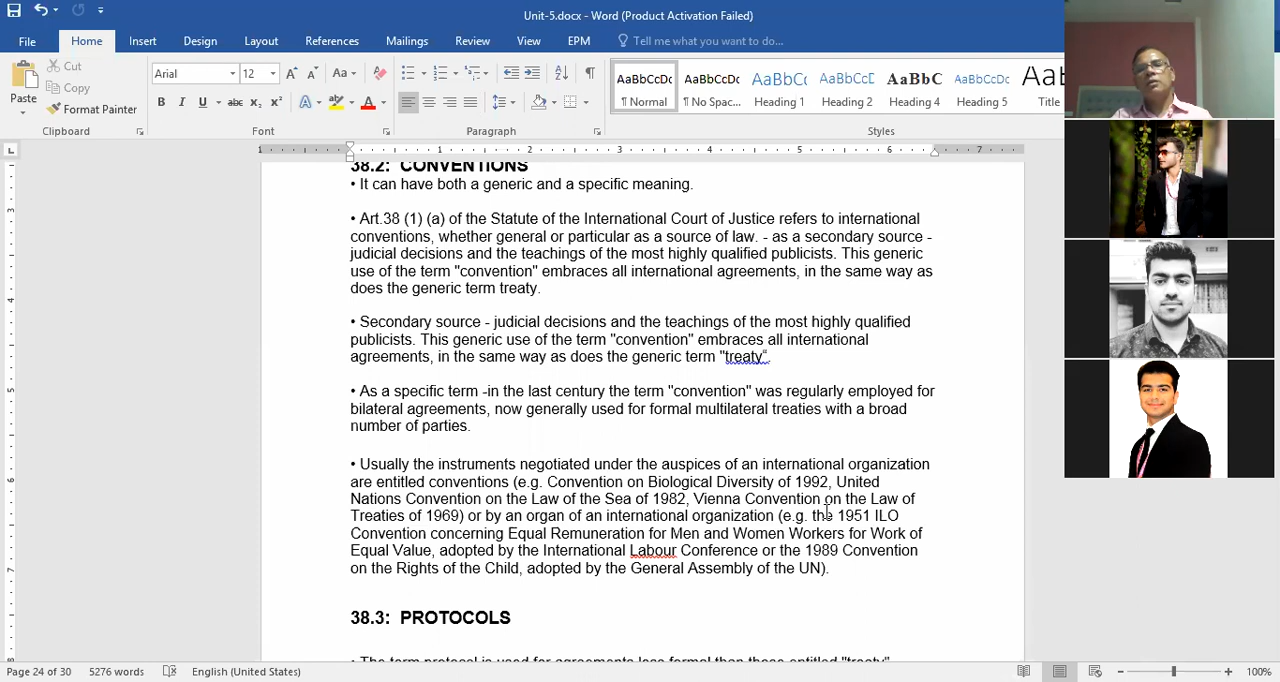 Unit-5.docx - Word (Product Activation Failed)
File Home Insert Design Layout References Mailings Review View EPM Tell me what you want to do...
Cut
Copy
Format Painter
Paste
Arial 12
AaBbCcDc AaBbCcDc AaBbCc AaBbCcC AaBbC AaBbCcC AaB
¶ Normal ¶ No Spac... Heading 1 Heading 2 Heading 4 Heading 5 Title
Clipboard Font Paragraph Styles
38.2: CONVENTIONS
• It can have both a generic and a specific meaning.
• Art.38 (1) (a) of the Statute of the International Court of Justice refers to international
conventions, whether general or particular as a source of law. - as a secondary source -
judicial decisions and the teachings of the most highly qualified publicists. This generic
use of the term "convention" embraces all international agreements, in the same way as
does the generic term treaty.
• Secondary source - judicial decisions and the teachings of the most highly qualified
publicists. This generic use of the term "convention" embraces all international
agreements, in the same way as does the generic term "treaty“.
• As a specific term -in the last century the term "convention" was regularly employed for
bilateral agreements, now generally used for formal multilateral treaties with a broad
number of parties.
• Usually the instruments negotiated under the auspices of an international organization
are entitled conventions (e.g. Convention on Biological Diversity of 1992, United
Nations Convention on the Law of the Sea of 1982, Vienna Convention on the Law of
Treaties of 1969) or by an organ of an international organization (e.g. the 1951 ILO
Convention concerning Equal Remuneration for Men and Women Workers for Work of
Equal Value, adopted by the International Labour Conference or the 1989 Convention
on the Rights of the Child, adopted by the General Assembly of the UN).
38.3: PROTOCOLS
• The term protocol is used for agreements less formal than those entitled "treaty"
Page 24 of 30 5276 words English (United States) 100%